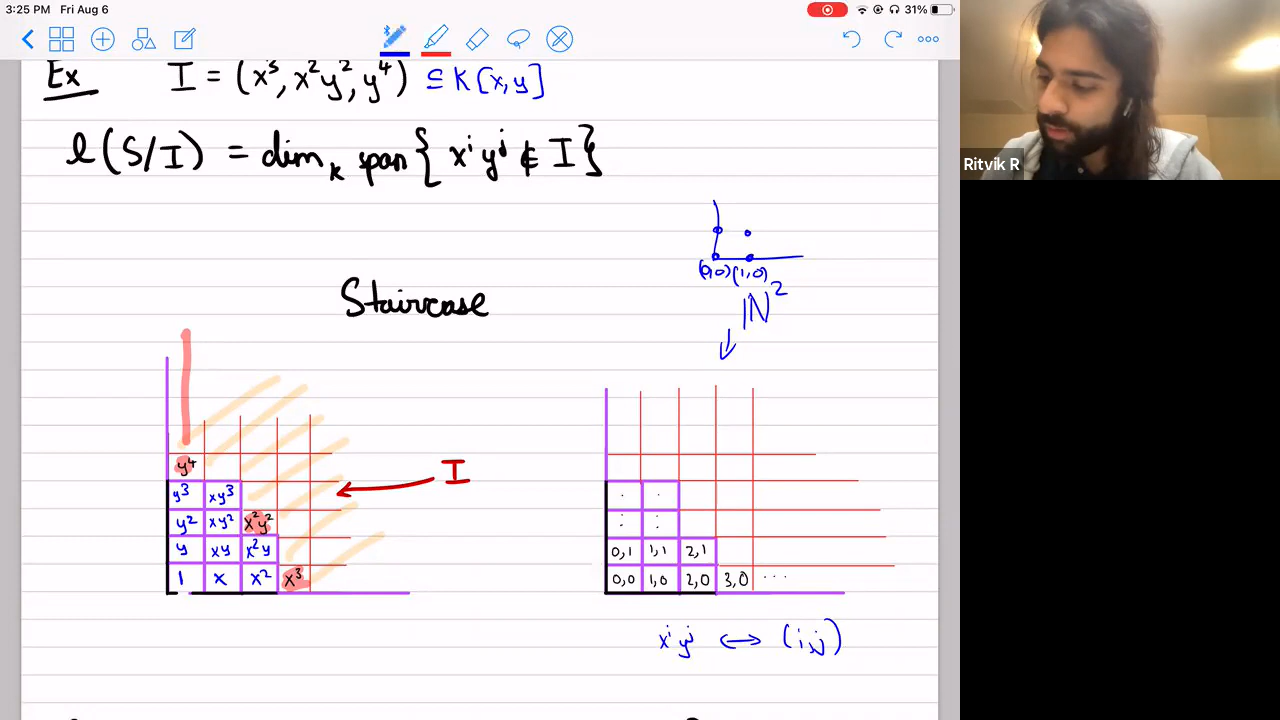 3:25 PM Fri Aug 6
31%
Ex I = (x³, x²y², y⁴) ⊆ K[x,y]
l(S/I) = dim_K span { xⁱyʲ ∉ I }
Ritvik R
(0,0) (1,0)
ℕ²
Staircase
I
y⁴
y³ xy³
y² xy² x²y²
y xy x²y
1 x x² x³
. .
: :
0,1 1,1 2,1
0,0 1,0 2,0 3,0 ...
xⁱyʲ ↔ (i,j)